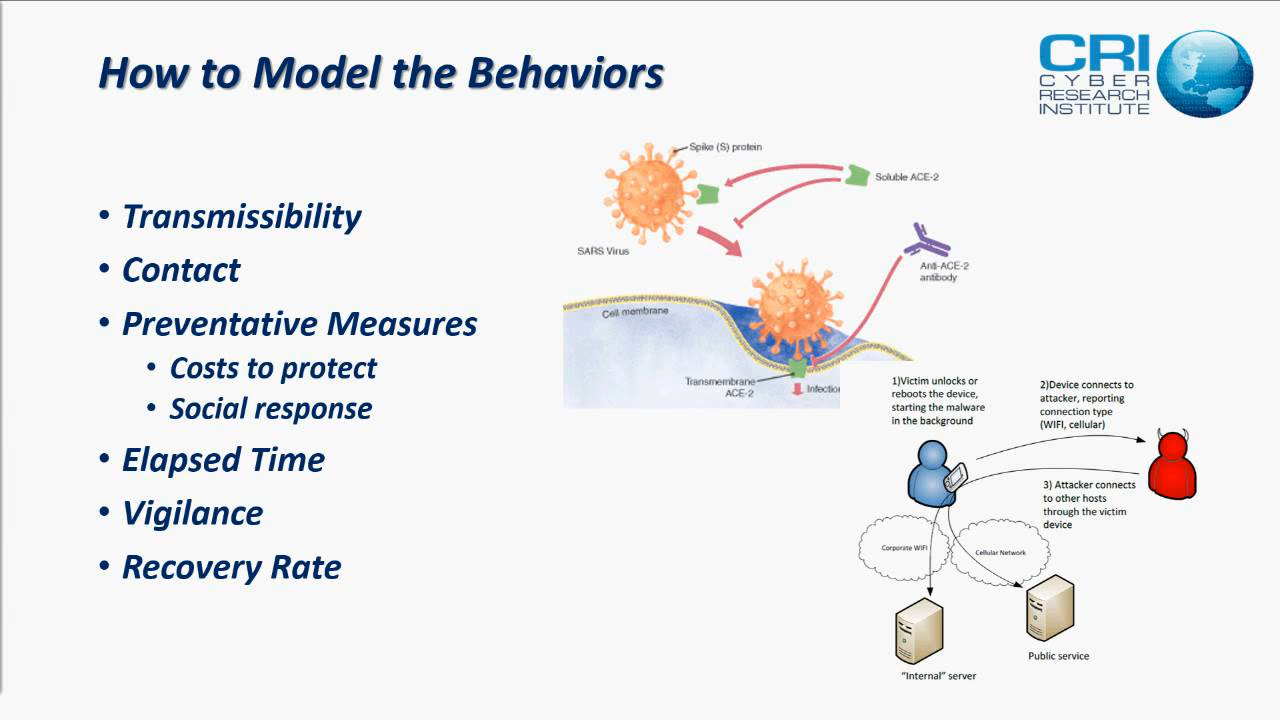 How to Model the Behaviors
CRI
CYBER
RESEARCH
INSTITUTE
• Transmissibility
• Contact
• Preventative Measures
• Costs to protect
• Social response
• Elapsed Time
• Vigilance
• Recovery Rate
Spike (S) protein
Soluble ACE-2
SARS Virus
Anti-ACE-2
antibody
Cell membrane
Transmembrane
ACE-2
Infection
1)Victim unlocks or
reboots the device,
starting the malware
in the background
2)Device connects to
attacker, reporting
connection type
(WIFI, cellular)
3) Attacker connects
to other hosts
through the victim
device
Corporate WIFI
Cellular Network
Public service
"Internal" server